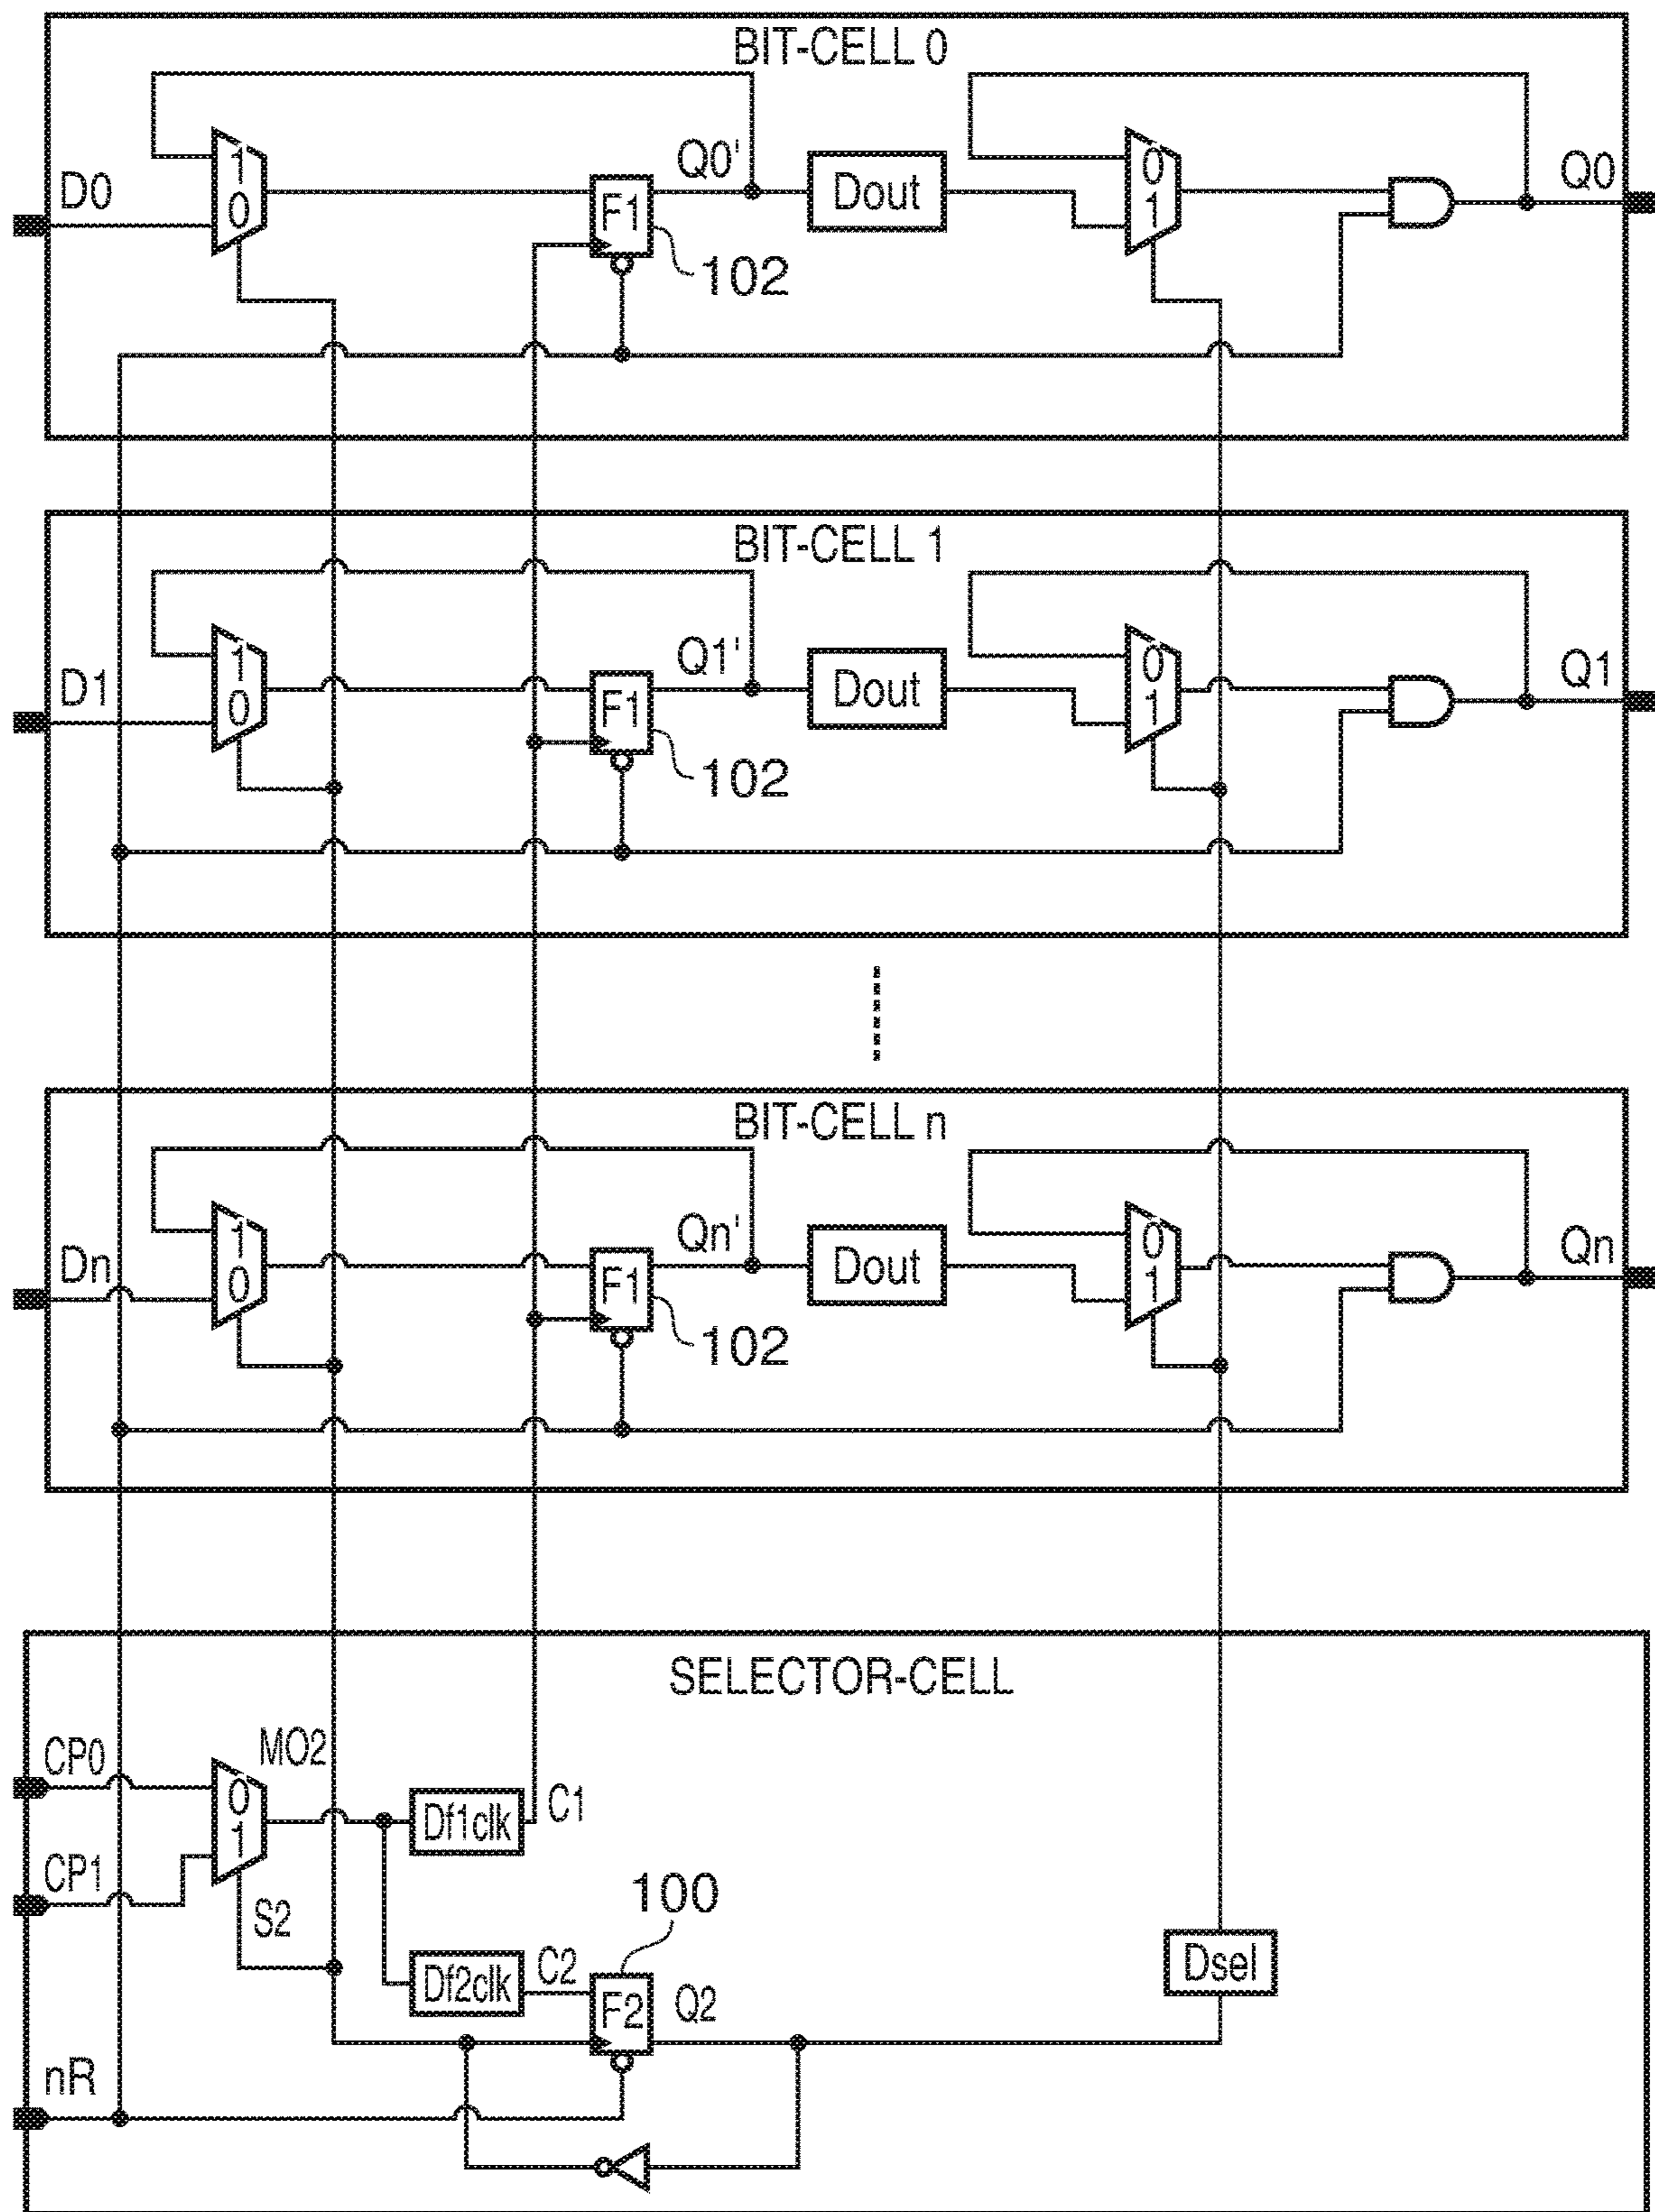 BIT-CELL 0
D0
1
0
F1
Q0'
Dout
0
1
Q0
102
BIT-CELL 1
D1
1
0
F1
Q1'
Dout
0
1
Q1
102
BIT-CELL n
Dn
1
0
F1
Qn'
Dout
0
1
Qn
102
SELECTOR-CELL
CP0
0
1
MO2
Df1clk
C1
CP1
S2
100
Df2clk
C2
F2
Q2
Dsel
nR